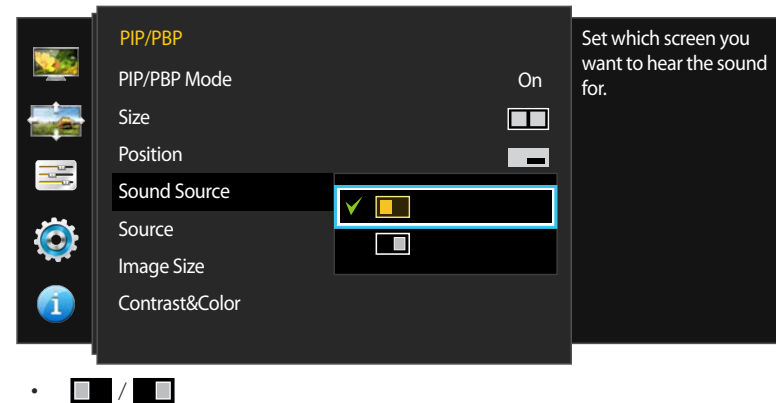 PIP/PBP
PIP/PBP Mode On
Size
Position
Sound Source
Source
Image Size
Contrast&Color
Set which screen you
want to hear the sound
for.
• /